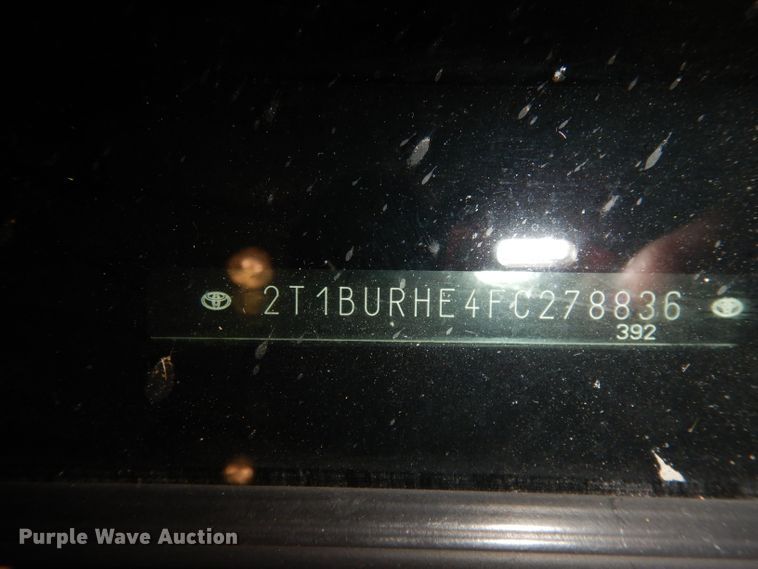 2T1BURHE4FC278836
392
Purple Wave Auction